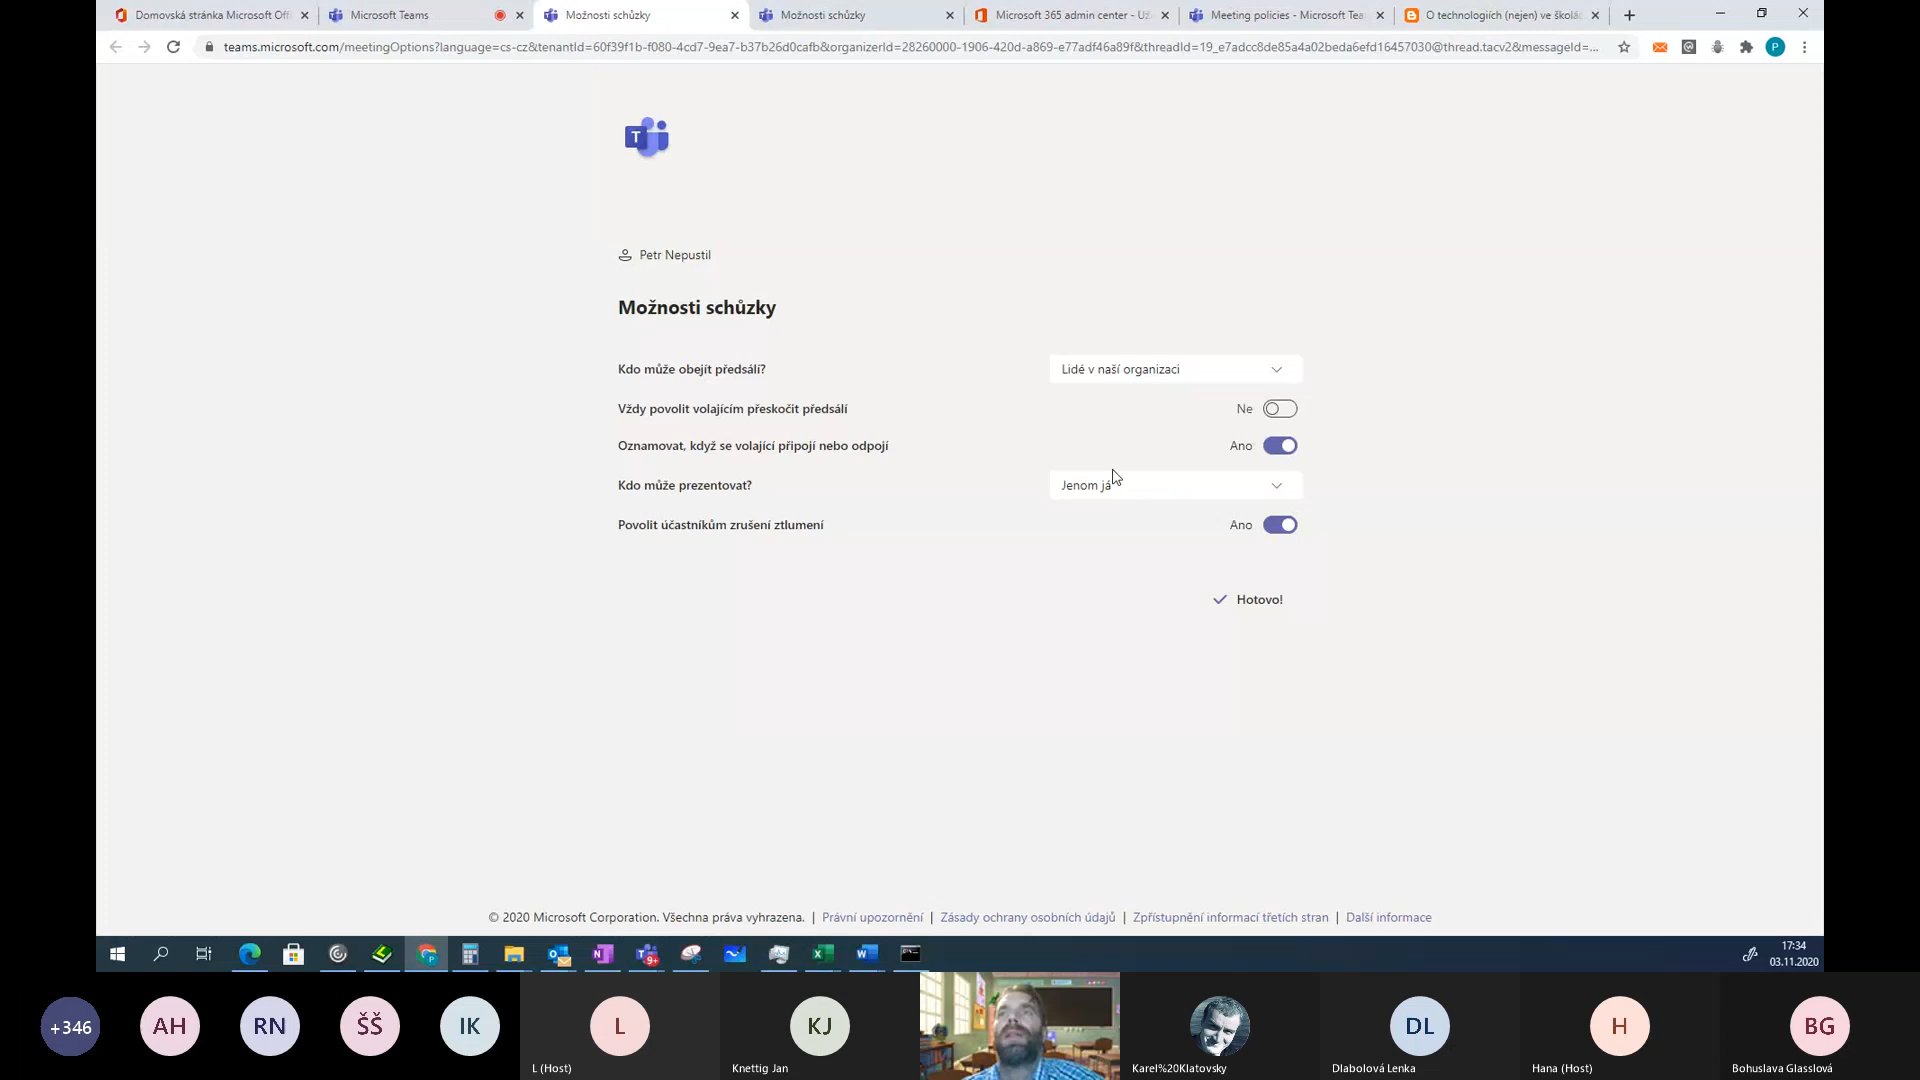 Domovská stránka Microsoft Offi
Microsoft Teams
Možnosti schůzky
Možnosti schůzky
Microsoft 365 admin center - Uži
Meeting policies - Microsoft Tea
O technologiích (nejen) ve školác
teams.microsoft.com/meetingOptions?language=cs-cz&tenantId=60f39f1b-f080-4cd7-9ea7-b37b26d0cafb&organizerId=28260000-1906-420d-a869-e77adf46a89f&threadId=19_e7adcc8de85a4a02beda6efd16457030@thread.tacv2&messageId=...
P
T
Petr Nepustil
Možnosti schůzky
Kdo může obejít předsálí?
Lidé v naší organizaci
Vždy povolit volajícím přeskočit předsálí
Ne
Oznamovat, když se volající připojí nebo odpojí
Ano
Kdo může prezentovat?
Jenom já
Povolit účastníkům zrušení ztlumení
Ano
Hotovo!
© 2020 Microsoft Corporation. Všechna práva vyhrazena. | Právní upozornění | Zásady ochrany osobních údajů | Zpřístupnění informací třetích stran | Další informace
17:34
03.11.2020
+346
AH
RN
ŠŠ
IK
L
KJ
DL
H
BG
L (Host)
Knettig Jan
Karel%20Klatovsky
Dlabolová Lenka
Hana (Host)
Bohuslava Glasslová